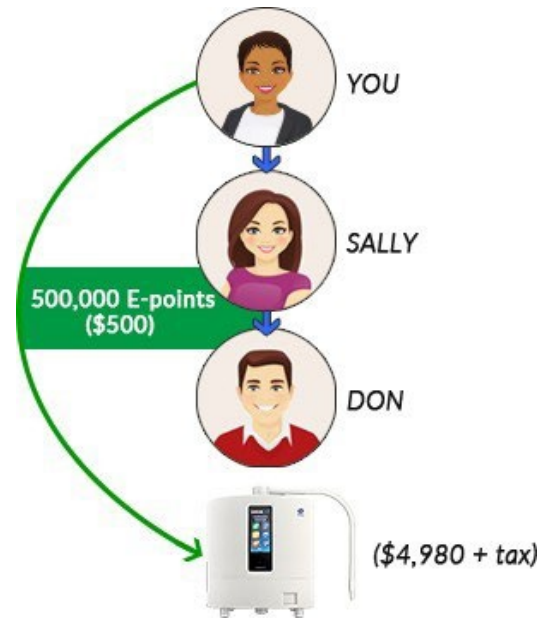 YOU
SALLY
500,000 E-points
($500)
DON
($4,980 + tax)